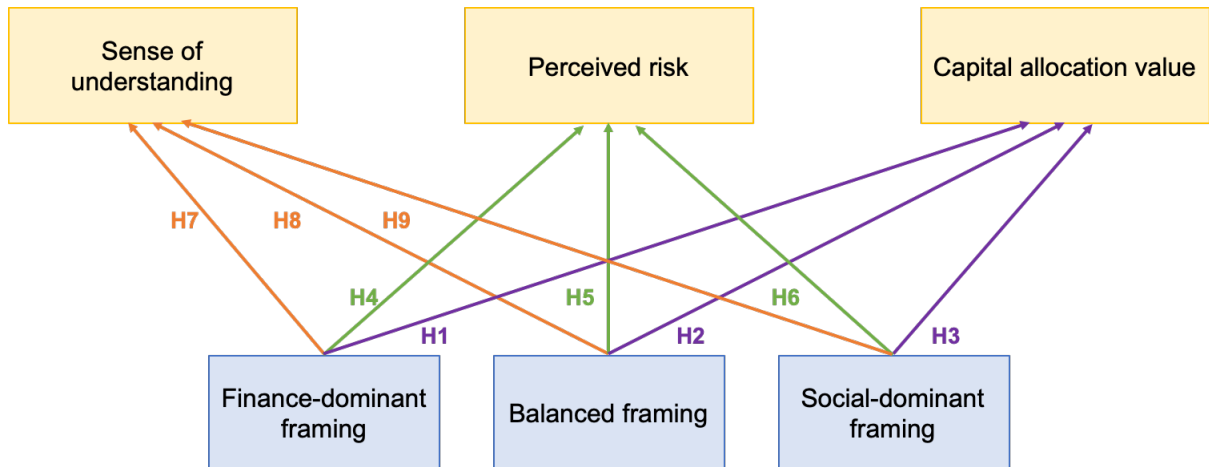 Sense of
understanding
Perceived risk
Capital allocation value
H7
H8
H9
H4
H5
H6
H1
H2
H3
Finance-dominant
framing
Balanced framing
Social-dominant
framing